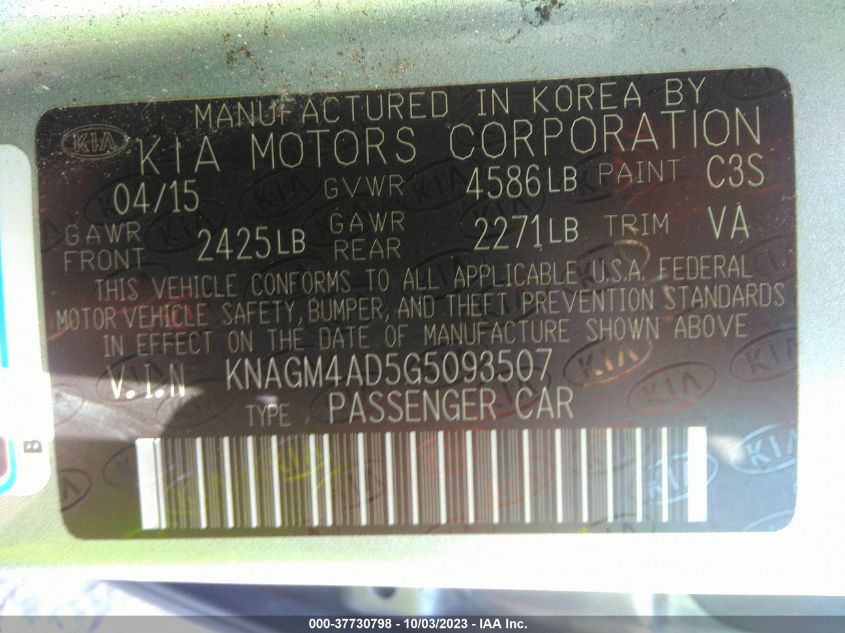 MANUFACTURED IN KOREA BY
KIA KIA MOTORS CORPORATION
04/15 GVWR 4586LB PAINT C3S
GAWR FRONT 2425LB GAWR REAR 2271LB TRIM VA
THIS VEHICLE CONFORMS TO ALL APPLICABLE U.S.A. FEDERAL
MOTOR VEHICLE SAFETY, BUMPER, AND THEFT PREVENTION STANDARDS
IN EFFECT ON THE DATE OF MANUFACTURE SHOWN ABOVE
V.I.N KNAGM4AD5G5093507
TYPE PASSENGER CAR
B
000-37730798 - 10/03/2023 - IAA Inc.